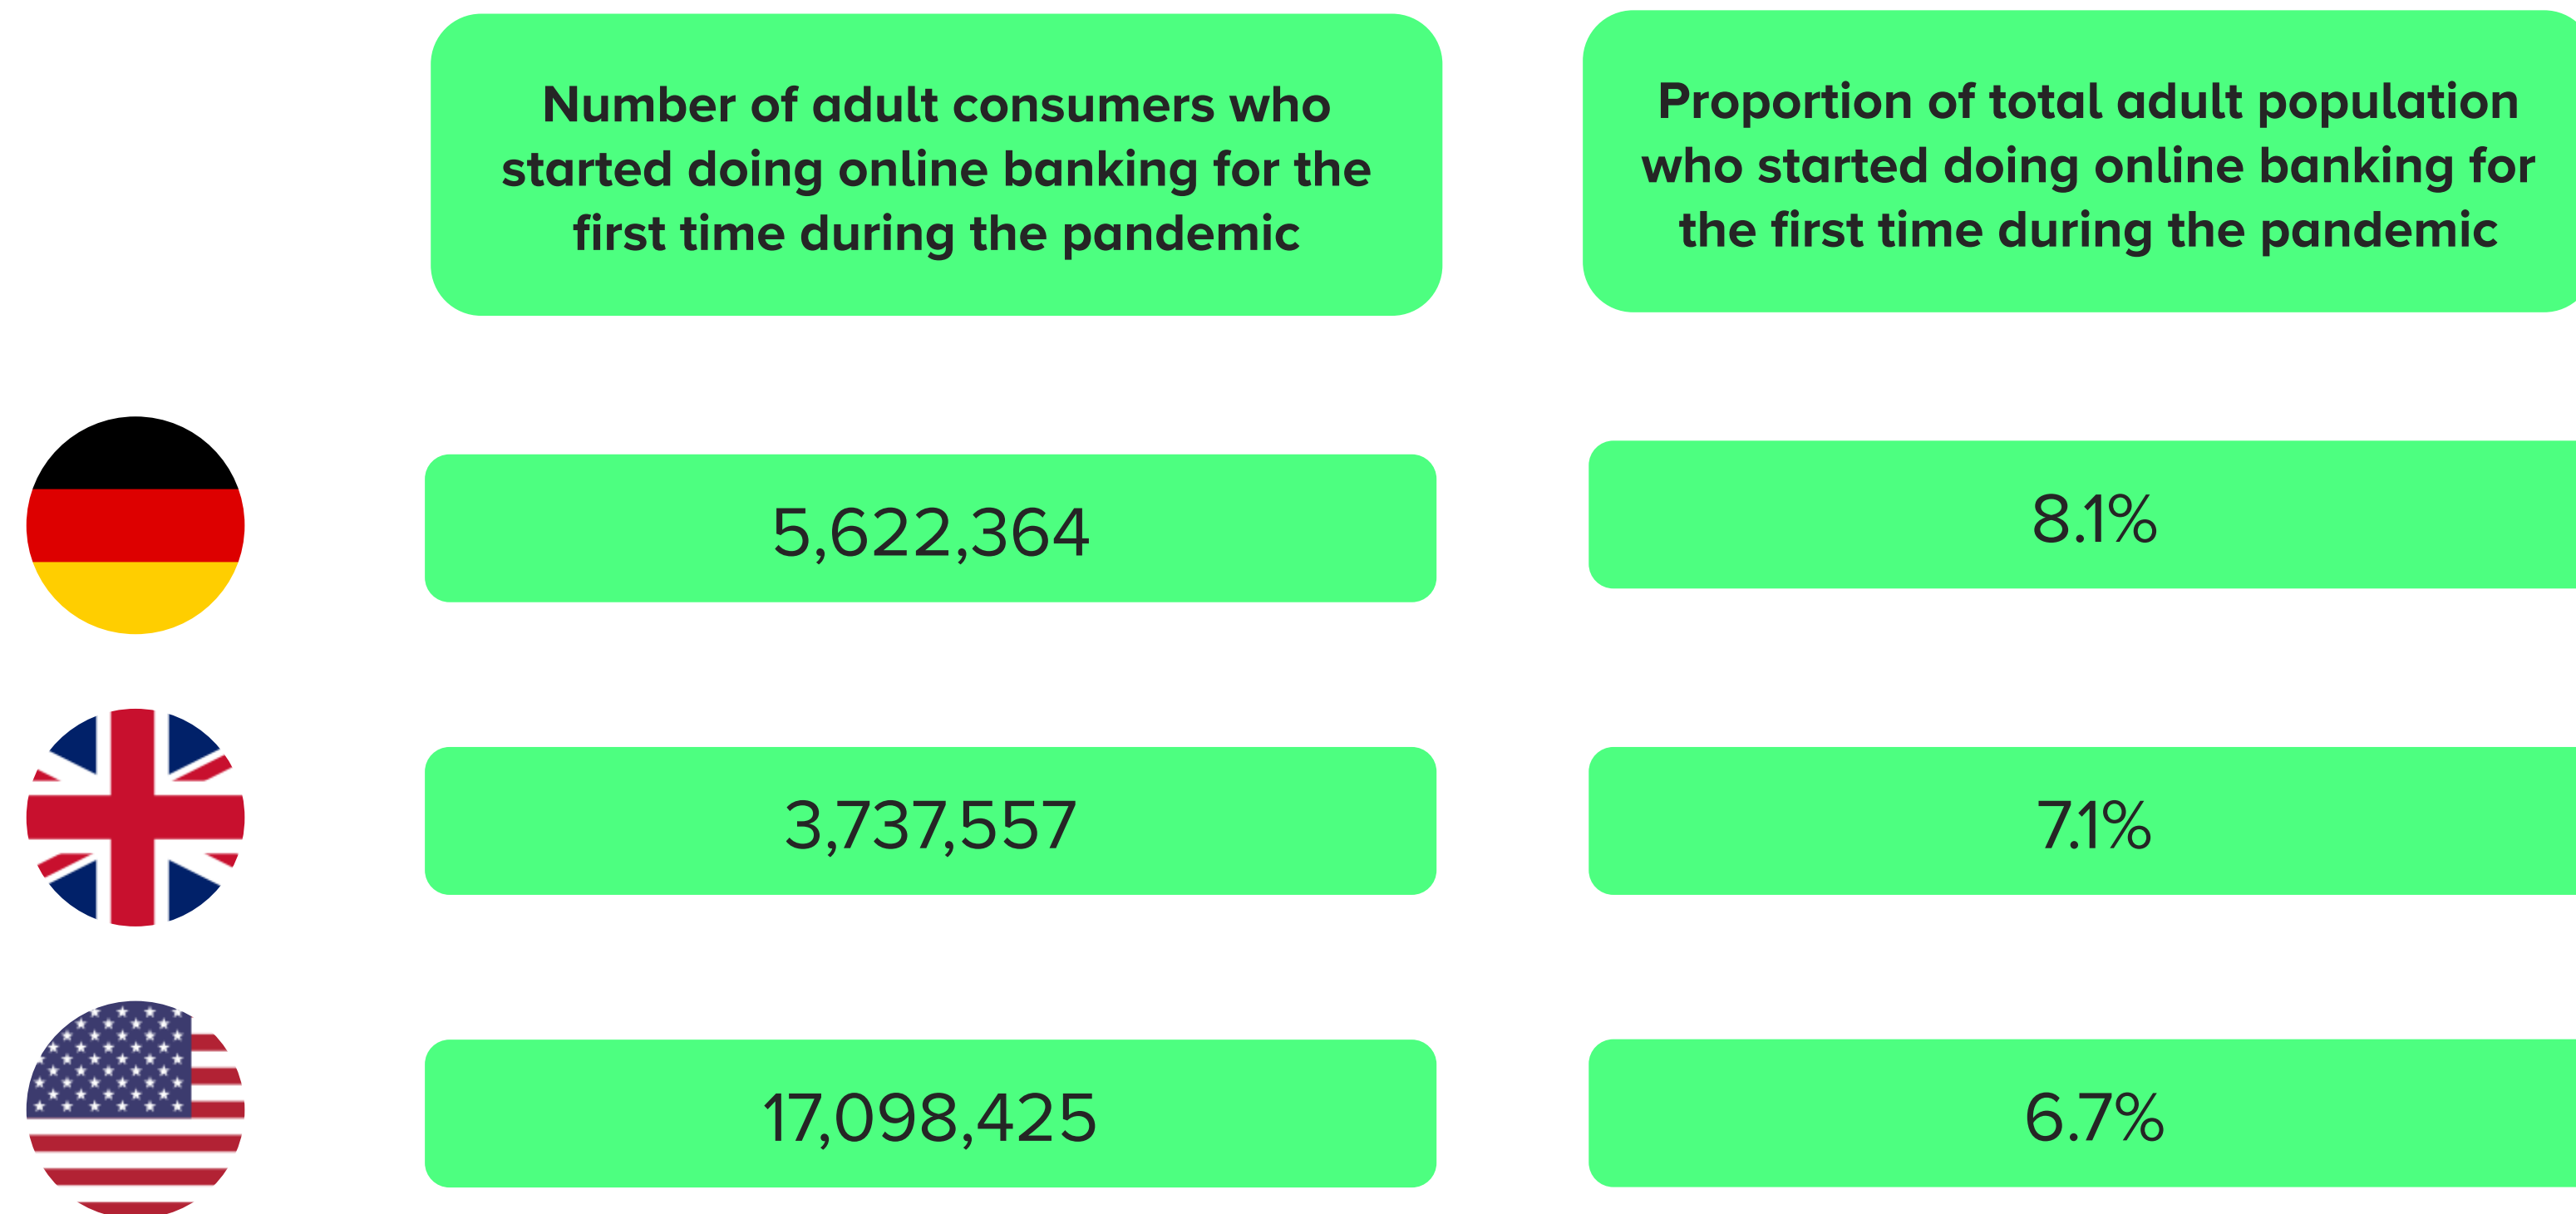 Number of adult consumers who
started doing online banking for the
first time during the pandemic
Proportion of total adult population
who started doing online banking for
the first time during the pandemic
5,622,364
8.1%
3,737,557
7.1%
17,098,425
6.7%